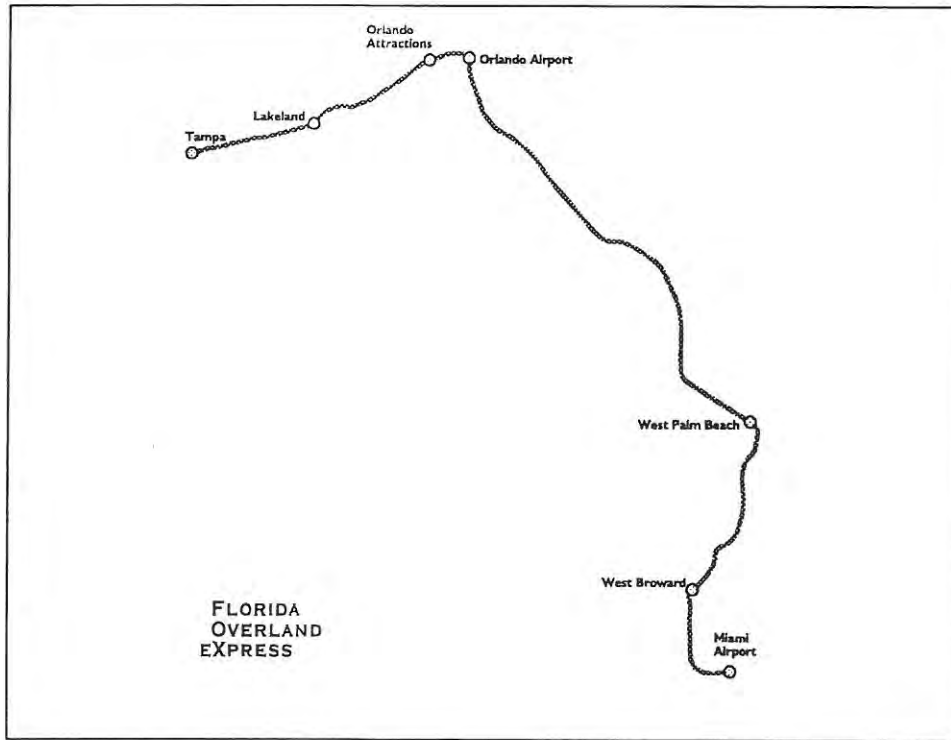 Orlando
Attractions
Orlando Airport
Lakeland
Tampa
West Palm Beach
West Broward
Miami
Airport
FLORIDA
OVERLAND
EXPRESS